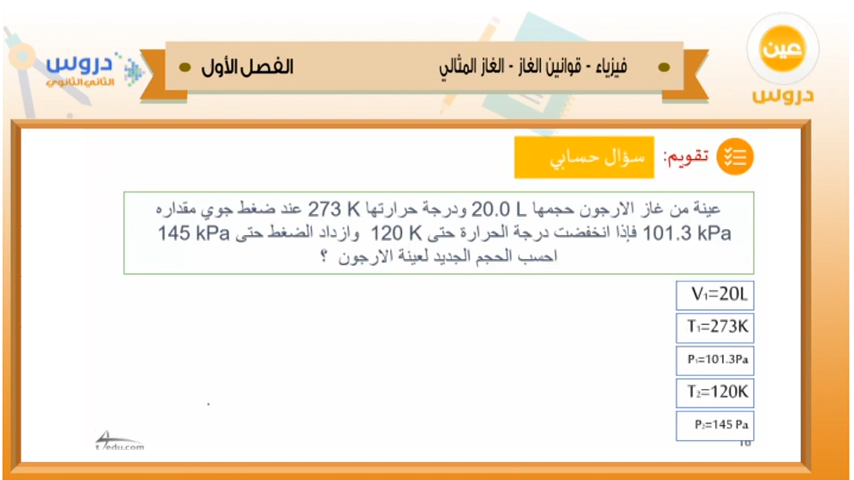 عين
دروس
فيزياء - قوانين الغاز - الغاز المثالي
الفصل الأول
دروس
الثاني الثانوي
تقويم:
سؤال حسابي
عينة من غاز الارجون حجمها 20.0 L ودرجة حرارتها 273 K عند ضغط جوي مقداره
101.3 kPa فإذا انخفضت درجة الحرارة حتى 120 K وازداد الضغط حتى 145 kPa
احسب الحجم الجديد لعينة الارجون ؟
V₁=20L
T₁=273K
P₁=101.3Pa
T₂=120K
P₂=145 Pa